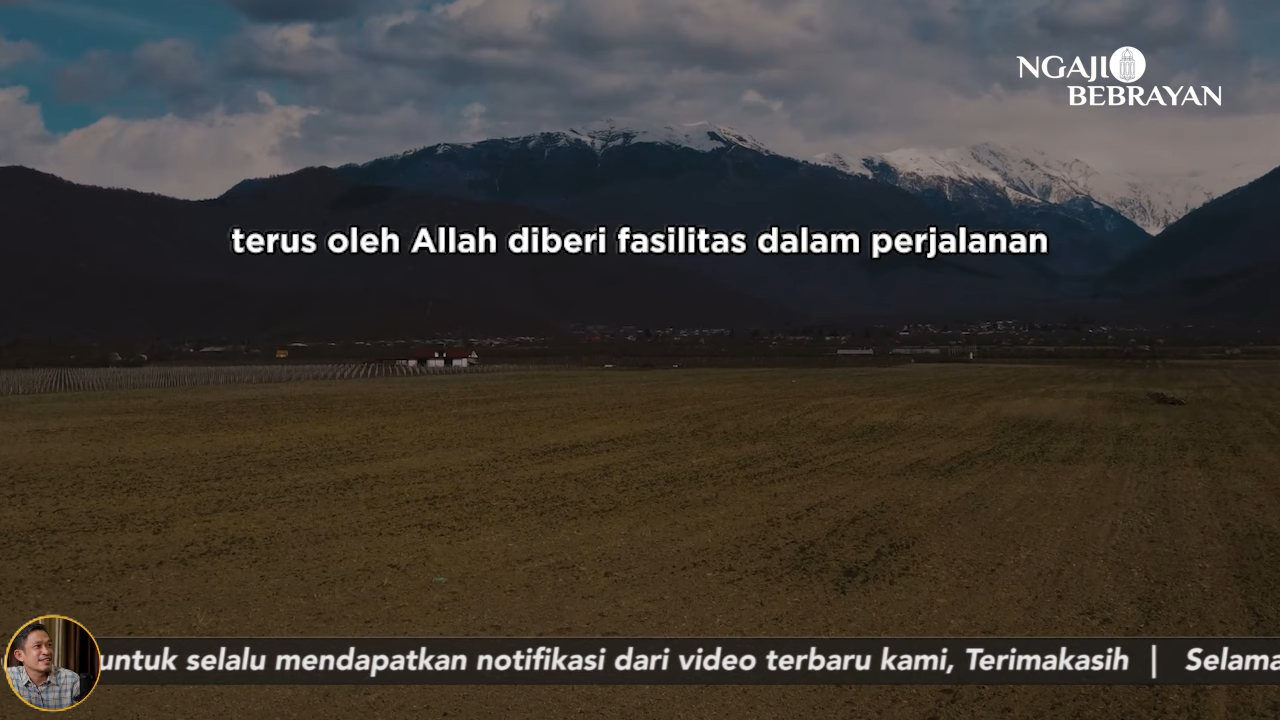 NGAJI
BEBRAYAN
terus oleh Allah diberi fasilitas dalam perjalanan
untuk selalu mendapatkan notifikasi dari video terbaru kami, Terimakasih | Selama